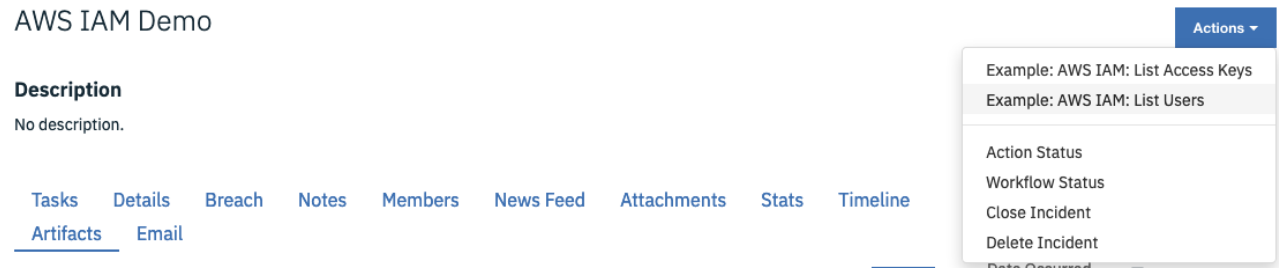 AWS IAM Demo
Actions
Example: AWS IAM: List Access Keys
Example: AWS IAM: List Users
Action Status
Workflow Status
Close Incident
Delete Incident
Description
No description.
Tasks Details Breach Notes Members News Feed Attachments Stats Timeline
Artifacts Email